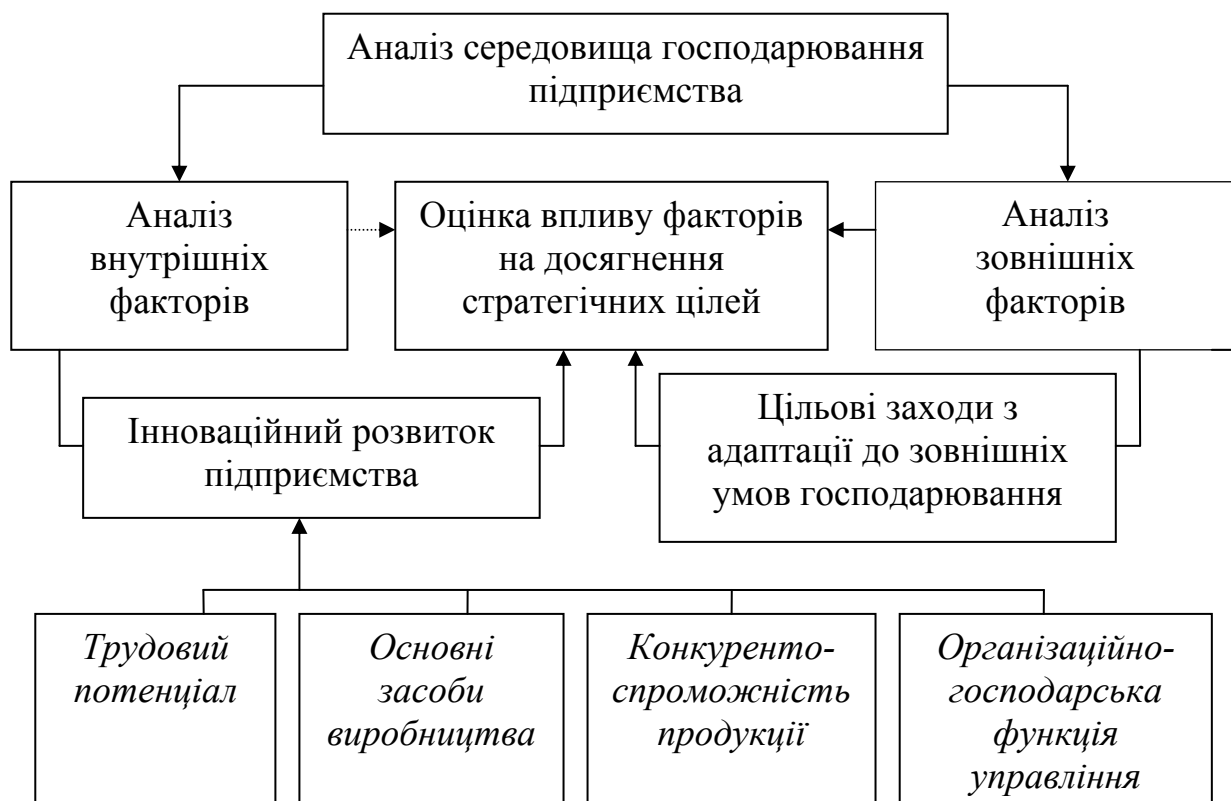 Аналіз середовища господарювання
підприємства
Аналіз
внутрішніх
факторів
Оцінка впливу факторів
на досягнення
стратегічних цілей
Аналіз
зовнішніх
факторів
Інноваційний розвиток
підприємства
Цільові заходи з
адаптації до зовнішніх
умов господарювання
Трудовий
потенціал
Основні
засоби
виробництва
Конкуренто-
спроможність
продукції
Організаційно-
господарська
функція
управління